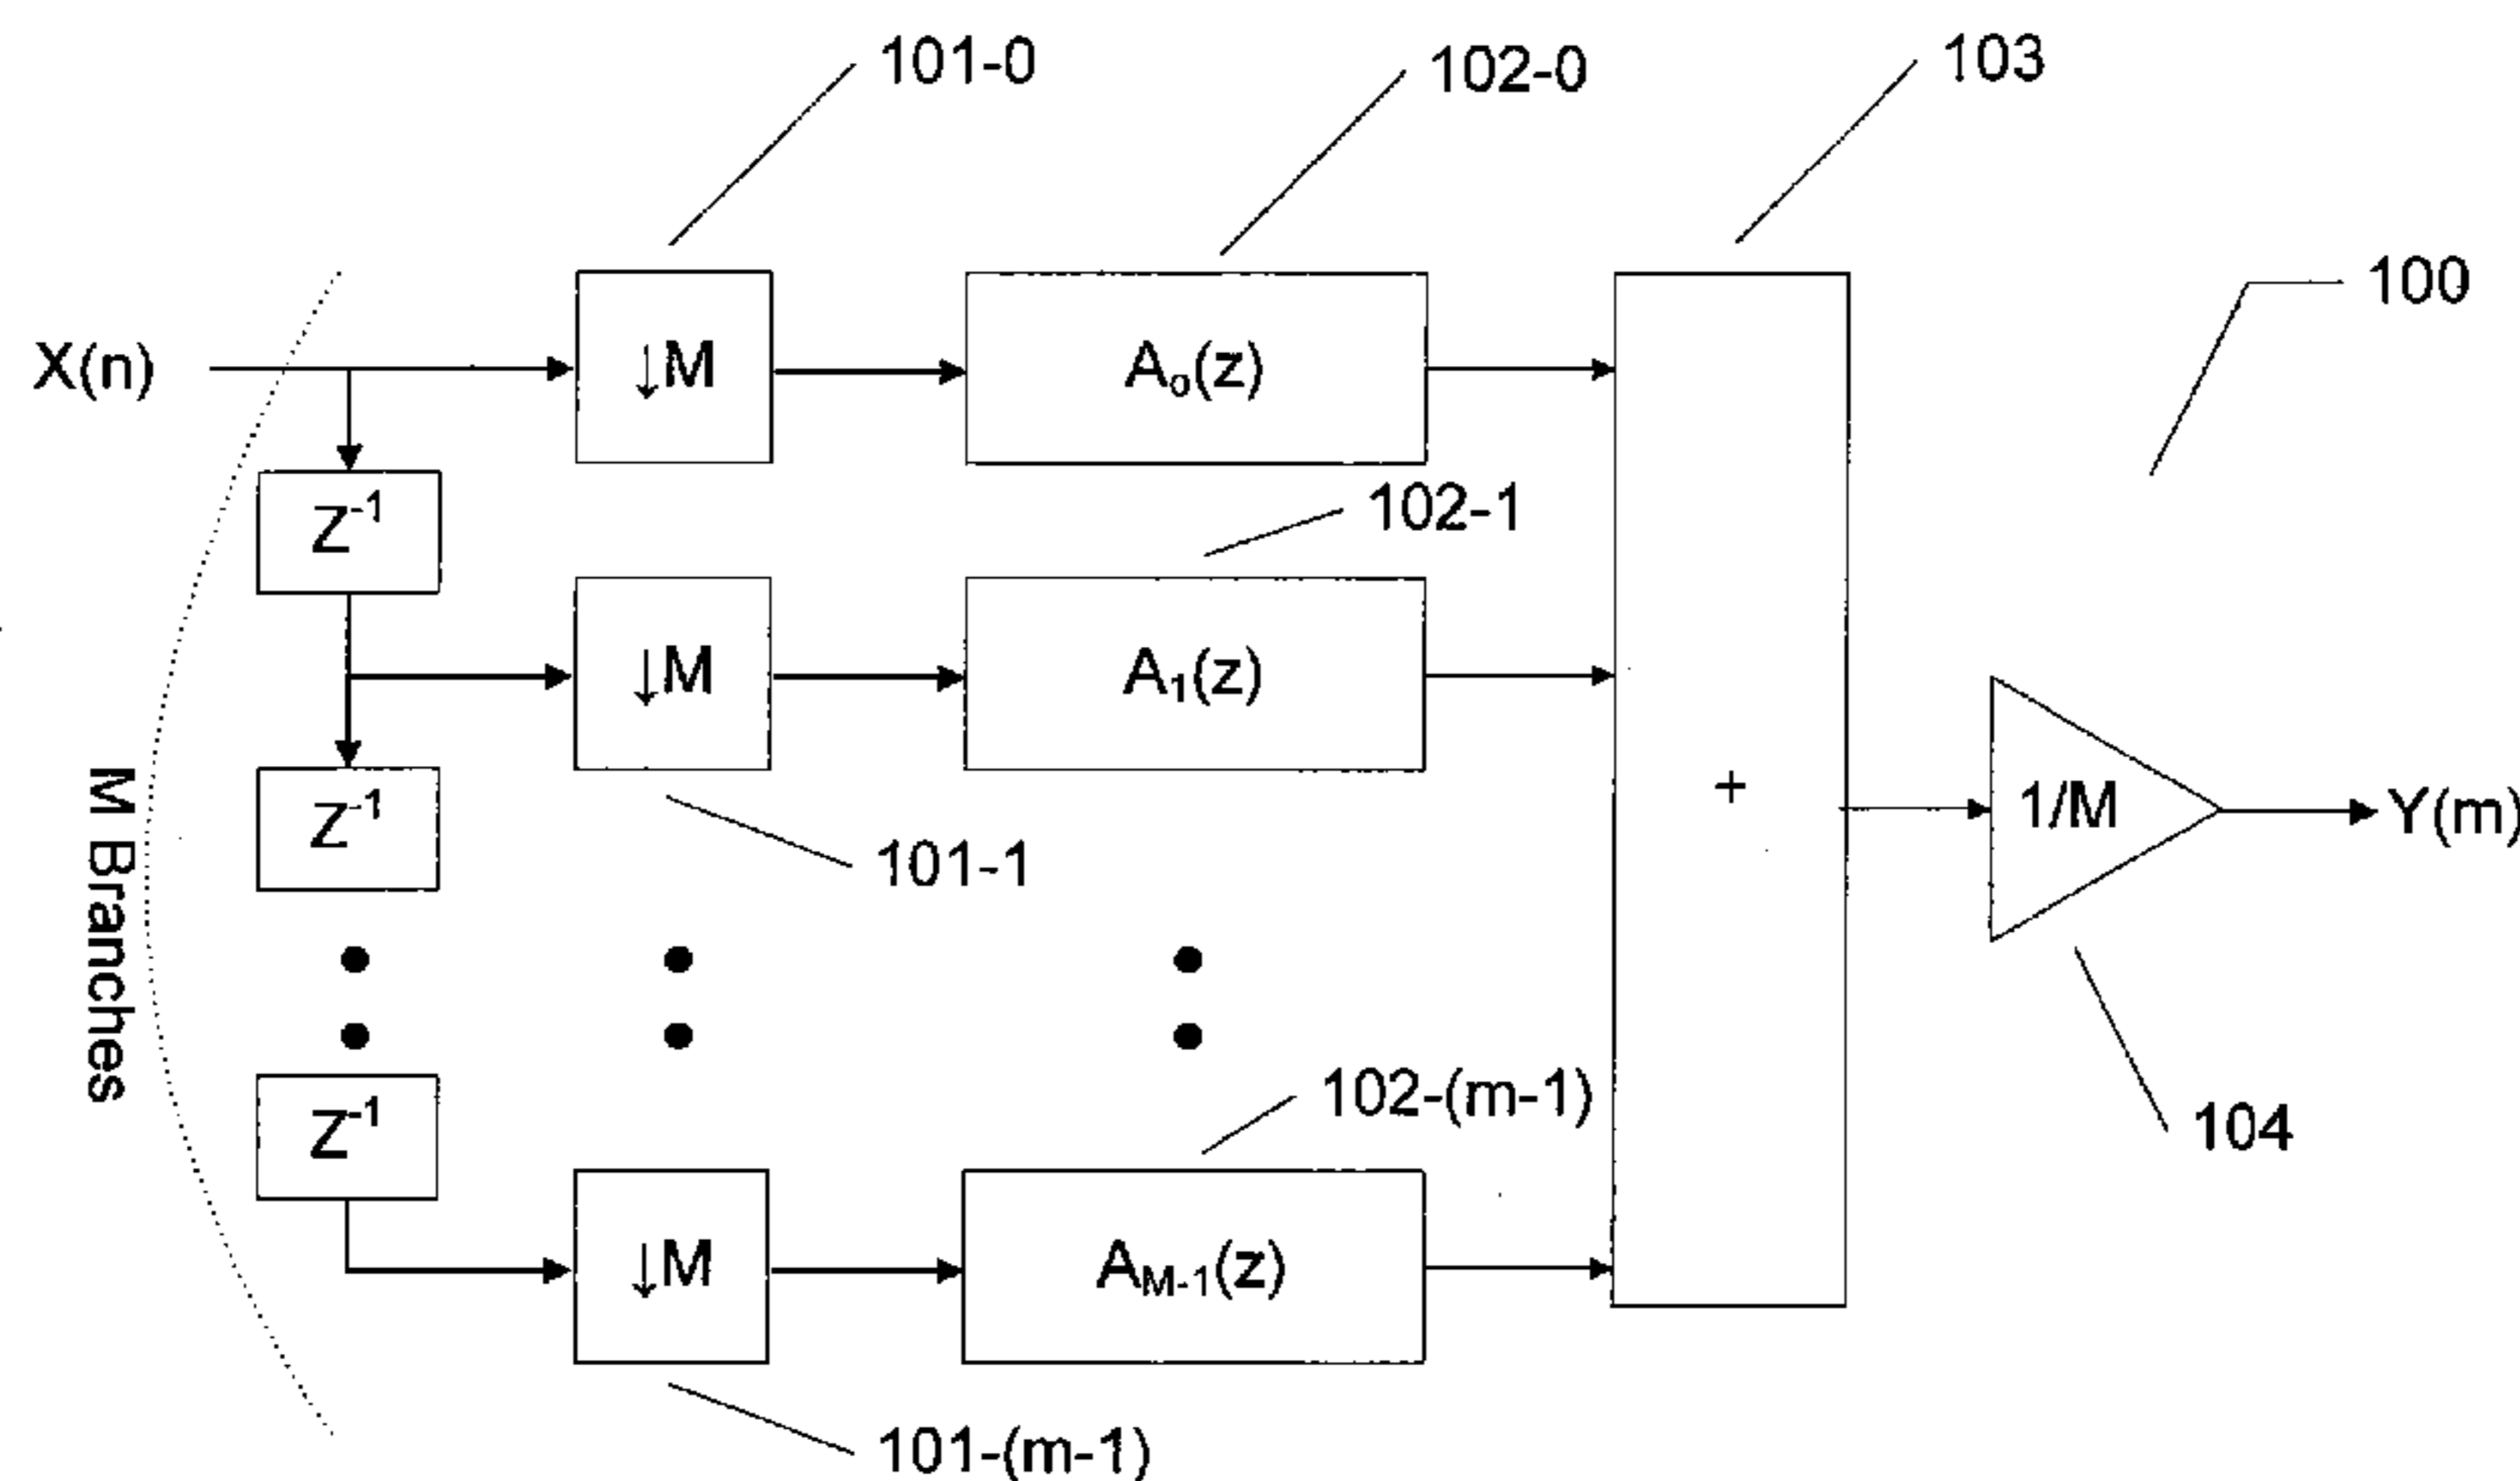 101-0
102-0
103
100
X(n)
↓M
A₀(z)
Z⁻¹
102-1
↓M
A₁(z)
Z⁻¹
101-1
+
1/M
Y(m)
M Branches
102-(m-1)
104
Z⁻¹
↓M
A_{M-1}(z)
101-(m-1)